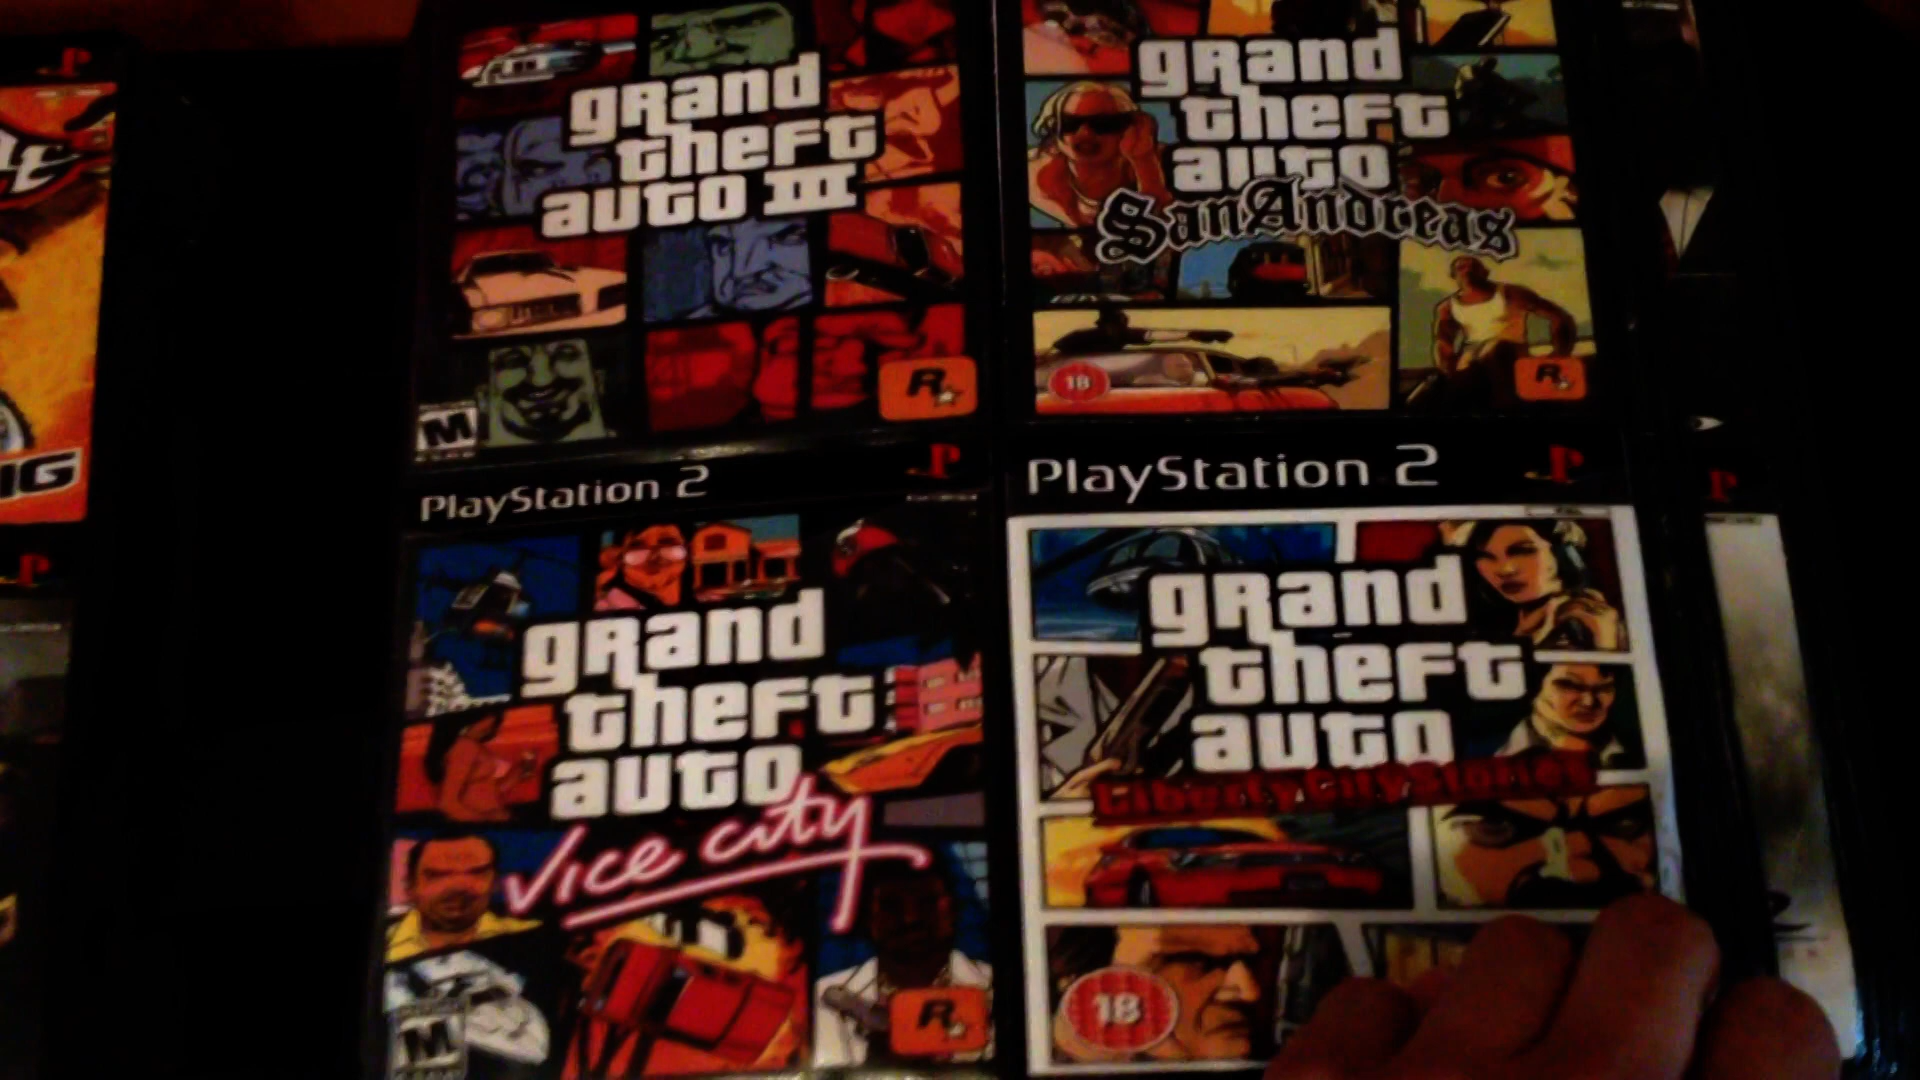 grand
theft
auto III
M
R
grand
theft
auto
San Andreas
18
R
PlayStation 2
grand
theft
auto
vice city
M
R
PlayStation 2
grand
theft
auto
Liberty City Stories
18
IG